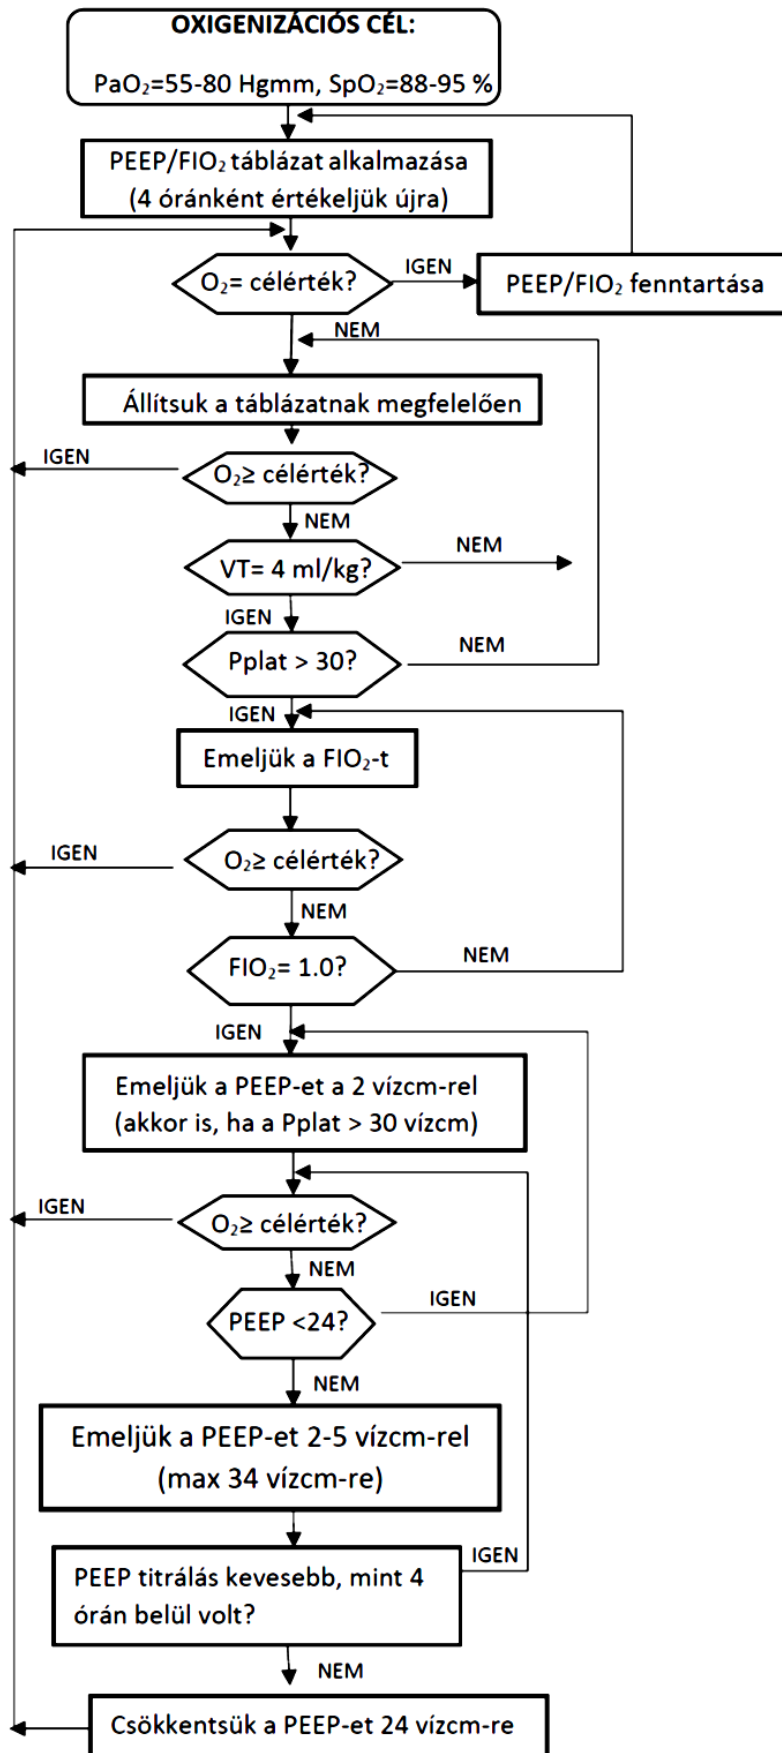 OXIGENIZÁCIÓS CÉL:
PaO₂=55-80 Hgmm, SpO₂=88-95 %
PEEP/FIO₂ táblázat alkalmazása
(4 óránként értékeljük újra)
O₂= célérték?
IGEN
PEEP/FIO₂ fenntartása
NEM
Állítsuk a táblázatnak megfelelően
IGEN
O₂≥ célérték?
NEM
VT= 4 ml/kg?
NEM
IGEN
Pplat > 30?
NEM
IGEN
Emeljük a FIO₂-t
IGEN
O₂≥ célérték?
NEM
FIO₂= 1.0?
NEM
IGEN
Emeljük a PEEP-et a 2 vízcm-rel
(akkor is, ha a Pplat > 30 vízcm)
IGEN
O₂≥ célérték?
NEM
PEEP <24?
IGEN
NEM
Emeljük a PEEP-et 2-5 vízcm-rel
(max 34 vízcm-re)
IGEN
PEEP titrálás kevesebb, mint 4
órán belül volt?
NEM
Csökkentsük a PEEP-et 24 vízcm-re